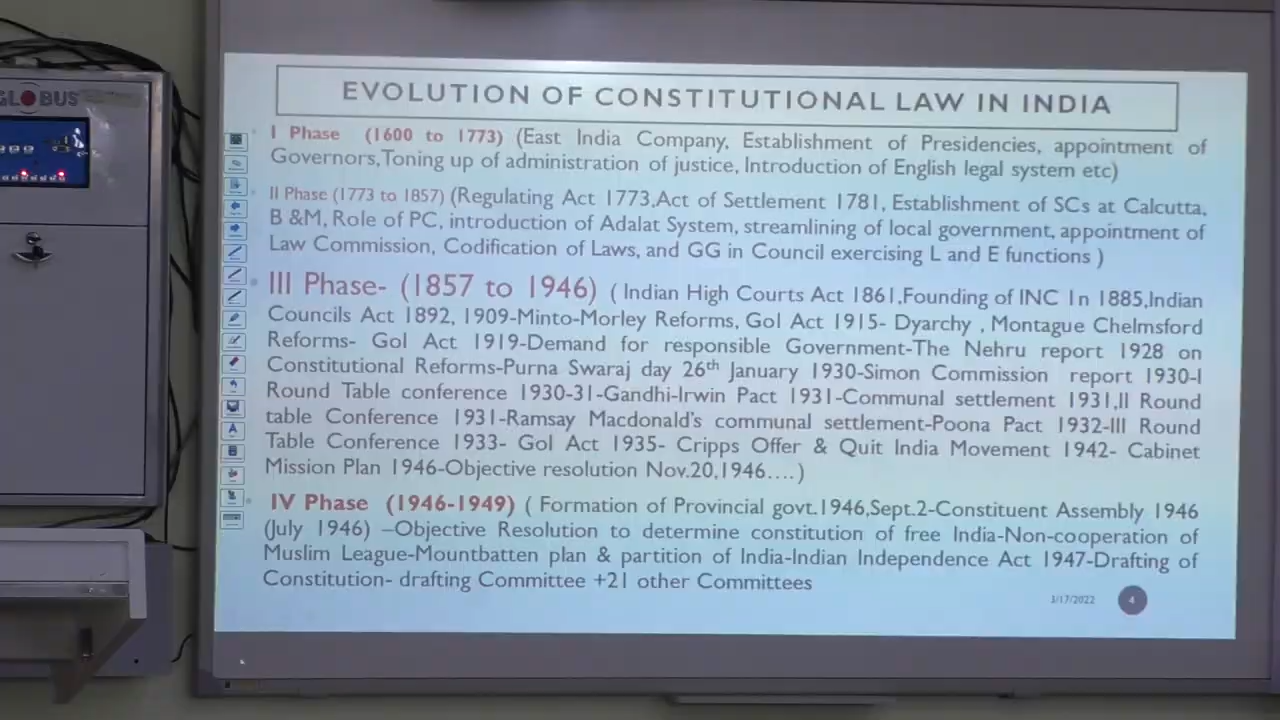 GLOBUS
EVOLUTION OF CONSTITUTIONAL LAW IN INDIA
I Phase (1600 to 1773) (East India Company, Establishment of Presidencies, appointment of
Governors,Toning up of administration of justice, Introduction of English legal system etc)
II Phase (1773 to 1857) (Regulating Act 1773,Act of Settlement 1781, Establishment of SCs at Calcutta,
B &M, Role of PC, introduction of Adalat System, streamlining of local government, appointment of
Law Commission, Codification of Laws, and GG in Council exercising L and E functions )
III Phase- (1857 to 1946) ( Indian High Courts Act 1861,Founding of INC In 1885,Indian
Councils Act 1892, 1909-Minto-Morley Reforms, GoI Act 1915- Dyarchy , Montague Chelmsford
Reforms- GoI Act 1919-Demand for responsible Government-The Nehru report 1928 on
Constitutional Reforms-Purna Swaraj day 26th January 1930-Simon Commission report 1930-I
Round Table conference 1930-31-Gandhi-Irwin Pact 1931-Communal settlement 1931,II Round
table Conference 1931-Ramsay Macdonald's communal settlement-Poona Pact 1932-III Round
Table Conference 1933- GoI Act 1935- Cripps Offer & Quit India Movement 1942- Cabinet
Mission Plan 1946-Objective resolution Nov.20,1946....)
IV Phase (1946-1949) ( Formation of Provincial govt.1946,Sept.2-Constituent Assembly 1946
(July 1946) –Objective Resolution to determine constitution of free India-Non-cooperation of
Muslim League-Mountbatten plan & partition of India-Indian Independence Act 1947-Drafting of
Constitution- drafting Committee +21 other Committees
3/17/2022
4